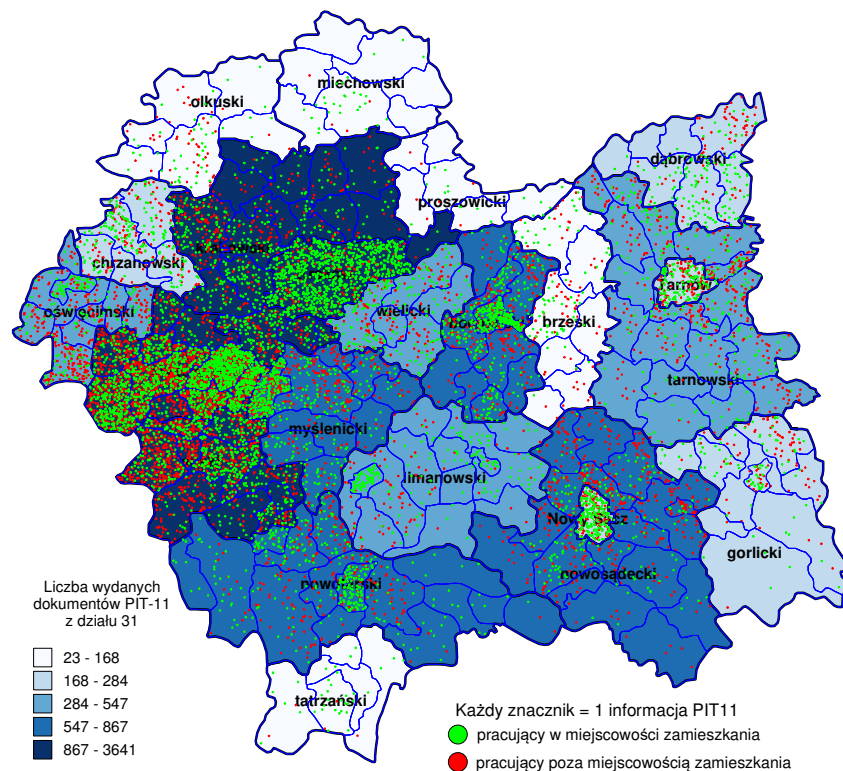 miechowski
olkuski
dąbrowski
proszowicki
chrzanowski
Tarnów
oświęcimski
wielicki
brzeski
tarnowski
myślenicki
limanowski
Nowy Sącz
gorlicki
nowosądecki
tatrzański
Liczba wydanych
dokumentów PIT-11
z działu 31
23 - 168
168 - 284
284 - 547
547 - 867
867 - 3641
Każdy znacznik = 1 informacja PIT11
pracujący w miejscowości zamieszkania
pracujący poza miejscowością zamieszkania